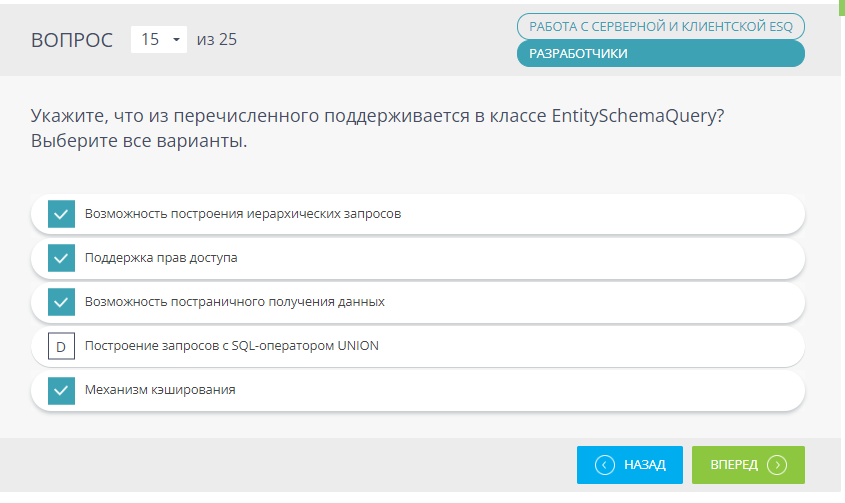 ВОПРОС 15 из 25
РАБОТА С СЕРВЕРНОЙ И КЛИЕНТСКОЙ ESQ
РАЗРАБОТЧИКИ
Укажите, что из перечисленного поддерживается в классе EntitySchemaQuery?
Выберите все варианты.
Возможность построения иерархических запросов
Поддержка прав доступа
Возможность постраничного получения данных
D Построение запросов с SQL-оператором UNION
Механизм кэширования
НАЗАД ВПЕРЕД